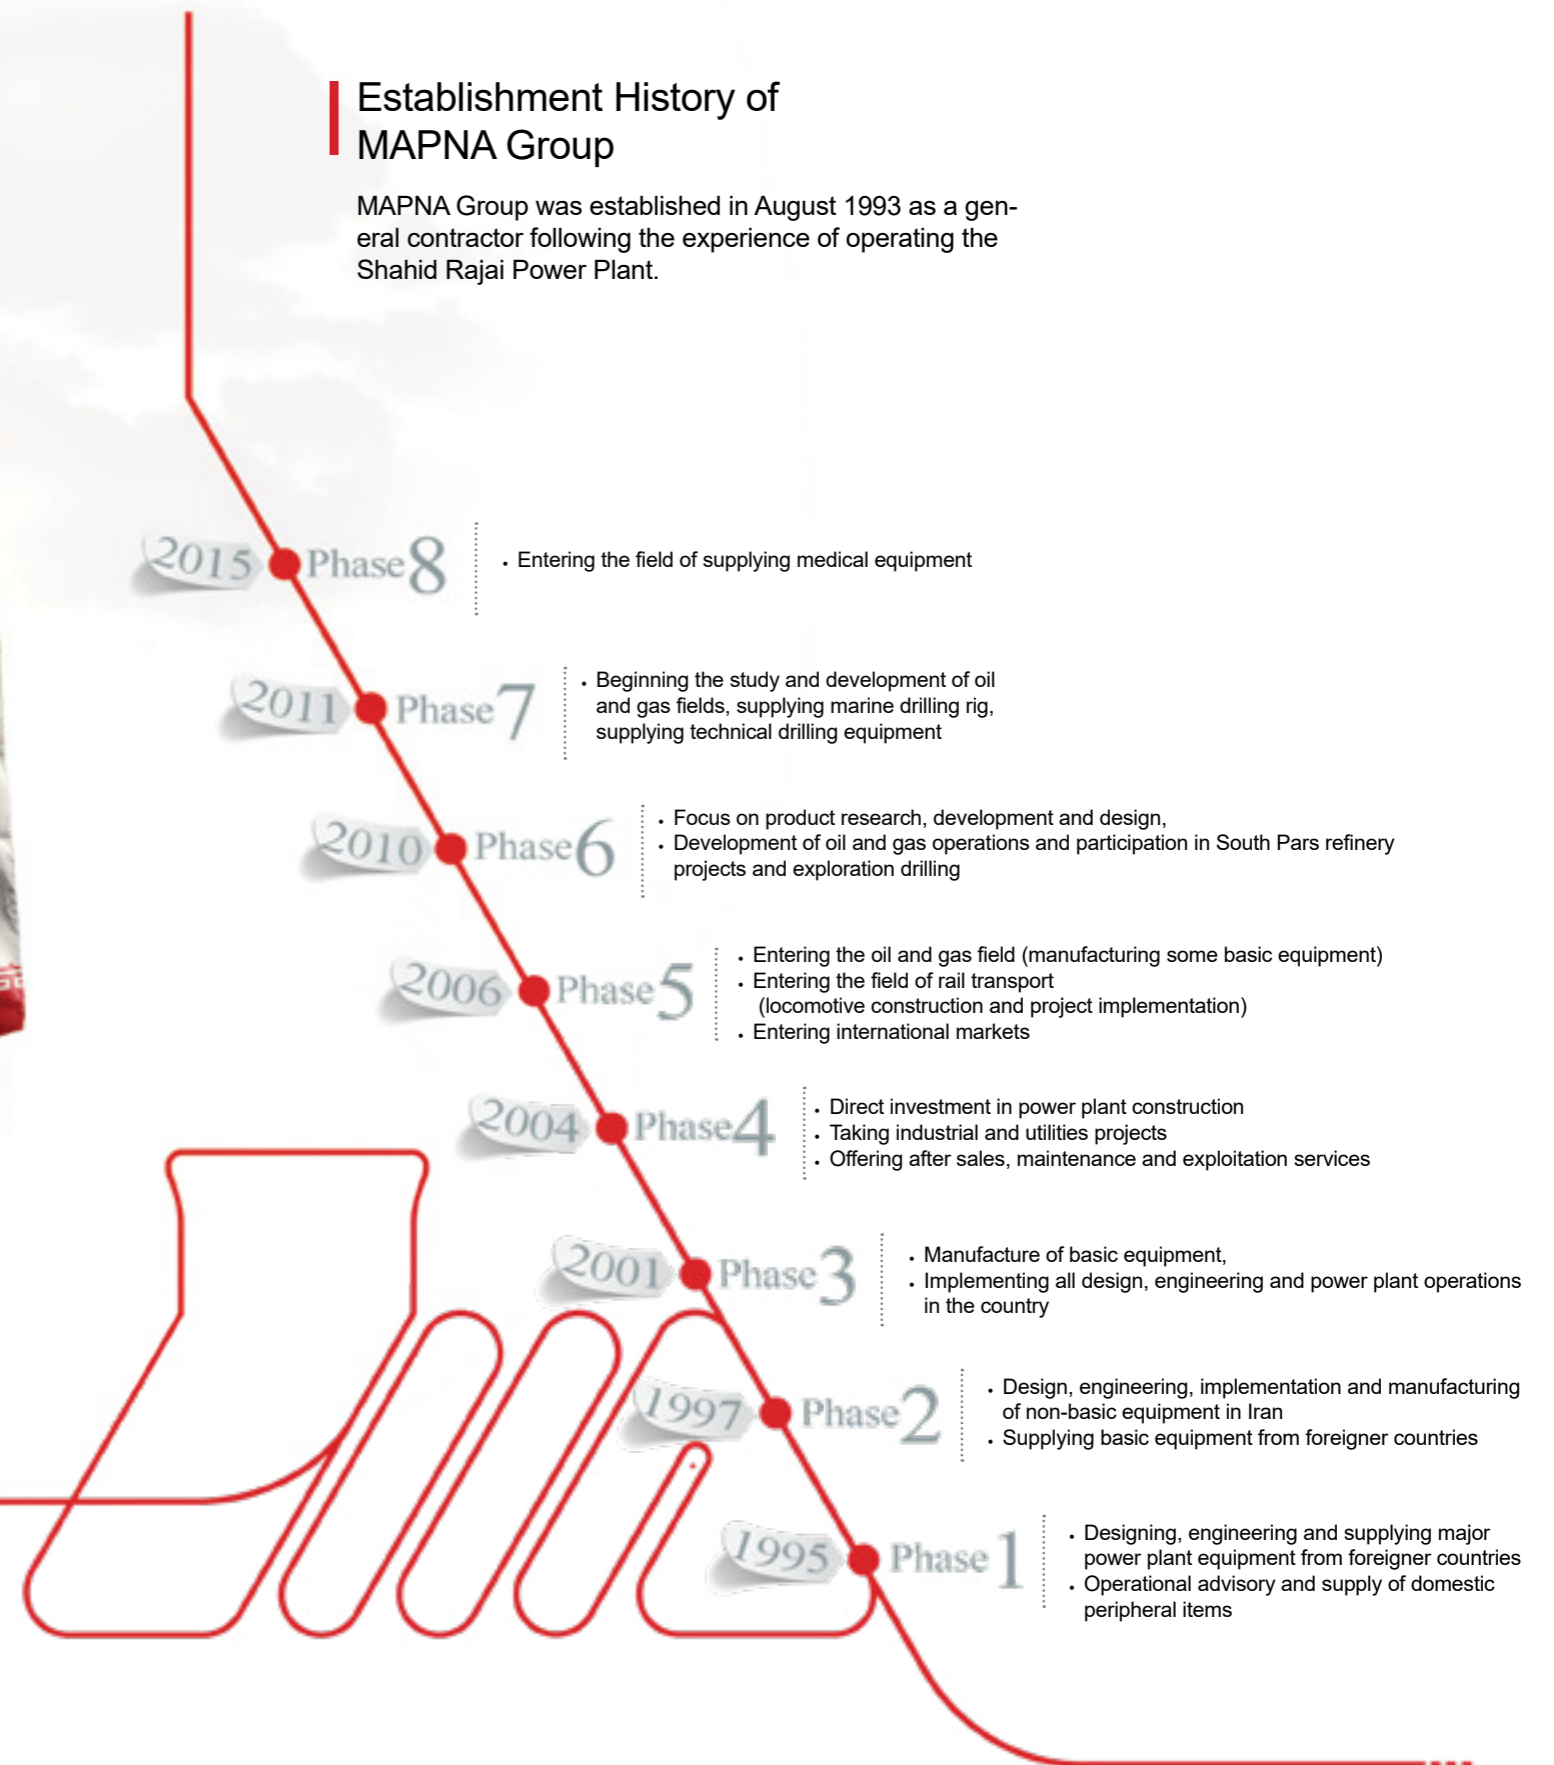 Establishment History of
MAPNA Group
MAPNA Group was established in August 1993 as a gen-
eral contractor following the experience of operating the
Shahid Rajai Power Plant.
2015 Phase 8
• Entering the field of supplying medical equipment
2011 Phase 7
• Beginning the study and development of oil
and gas fields, supplying marine drilling rig,
supplying technical drilling equipment
2010 Phase 6
• Focus on product research, development and design,
• Development of oil and gas operations and participation in South Pars refinery
projects and exploration drilling
2006 Phase 5
• Entering the oil and gas field (manufacturing some basic equipment)
• Entering the field of rail transport
(locomotive construction and project implementation)
• Entering international markets
2004 Phase 4
• Direct investment in power plant construction
• Taking industrial and utilities projects
• Offering after sales, maintenance and exploitation services
2001 Phase 3
• Manufacture of basic equipment,
• Implementing all design, engineering and power plant operations
in the country
1997 Phase 2
• Design, engineering, implementation and manufacturing
of non-basic equipment in Iran
• Supplying basic equipment from foreigner countries
1995 Phase 1
• Designing, engineering and supplying major
power plant equipment from foreigner countries
• Operational advisory and supply of domestic
peripheral items